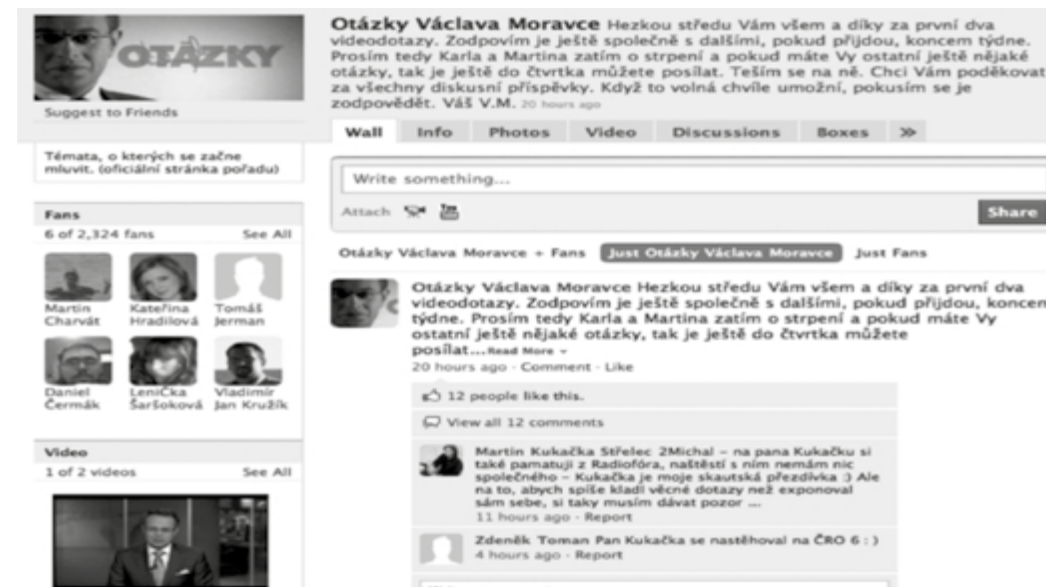 OTÁZKY
Suggest to Friends
Témata, o kterých se začne
mluvit. (oficiální stránka pořadu)
Fans
6 of 2,324 fans See All
Martin Charvát
Kateřina Hradilová
Tomáš Jerman
Daniel Čermák
LeniČka Šaršoková
Vladimír Jan Kružík
Video
1 of 2 videos See All
Otázky Václava Moravce Hezkou středu Vám všem a díky za první dva
videodotazy. Zodpovím je ještě společně s dalšími, pokud přijdou, koncem týdne.
Prosím tedy Karla a Martina zatím o strpení a pokud máte Vy ostatní ještě nějaké
otázky, tak je ještě do čtvrtka můžete posílat. Teším se na ně. Chci Vám poděkovat
za všechny diskusní příspěvky. Když to volná chvíle umožní, pokusím se je
zodpovědět. Váš V.M. 20 hours ago
Wall Info Photos Video Discussions Boxes
Write something...
Attach
Share
Otázky Václava Moravce + Fans Just Otázky Václava Moravce Just Fans
Otázky Václava Moravce Hezkou středu Vám všem a díky za první dva
videodotazy. Zodpovím je ještě společně s dalšími, pokud přijdou, koncem
týdne. Prosím tedy Karla a Martina zatím o strpení a pokud máte Vy
ostatní ještě nějaké otázky, tak je ještě do čtvrtka můžete
posílat...Read More
20 hours ago · Comment · Like
12 people like this.
View all 12 comments
Martin Kukačka Střelec 2Michal – na pana Kukačku si
také pamatuji z Radiofóra, naštěstí s ním nemám nic
společného – Kukačka je moje skautská přezdívka :) Ale
na to, abych spíše kladl věcné dotazy než exponoval
sám sebe, si taky musím dávat pozor ...
11 hours ago · Report
Zdeněk Toman Pan Kukačka se nastěhoval na ČRO 6 : )
4 hours ago · Report